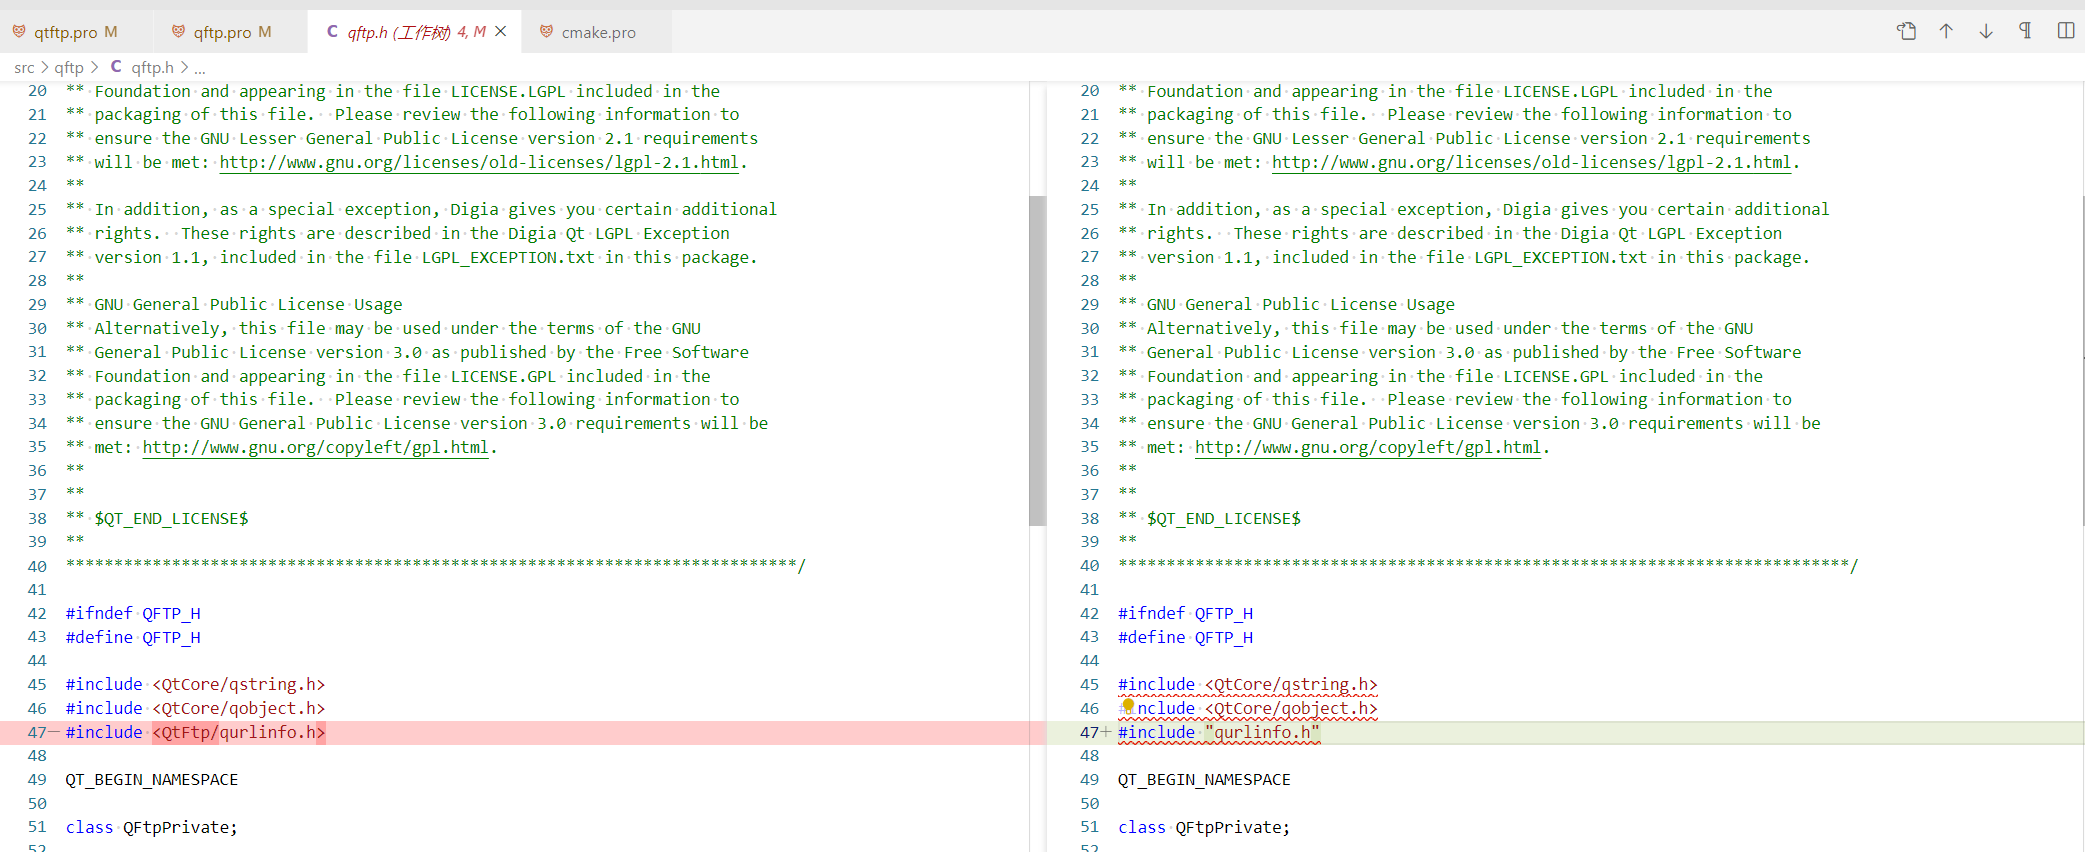 qtftp.pro M
qftp.pro M
C qftp.h (工作树) 4, M
cmake.pro
src > qftp > C qftp.h > ...
20 ** Foundation and appearing in the file LICENSE.LGPL included in the
21 ** packaging of this file.  Please review the following information to
22 ** ensure the GNU Lesser General Public License version 2.1 requirements
23 ** will be met: http://www.gnu.org/licenses/old-licenses/lgpl-2.1.html.
24 **
25 ** In addition, as a special exception, Digia gives you certain additional
26 ** rights.  These rights are described in the Digia Qt LGPL Exception
27 ** version 1.1, included in the file LGPL_EXCEPTION.txt in this package.
28 **
29 ** GNU General Public License Usage
30 ** Alternatively, this file may be used under the terms of the GNU
31 ** General Public License version 3.0 as published by the Free Software
32 ** Foundation and appearing in the file LICENSE.GPL included in the
33 ** packaging of this file.  Please review the following information to
34 ** ensure the GNU General Public License version 3.0 requirements will be
35 ** met: http://www.gnu.org/copyleft/gpl.html.
36 **
37 **
38 ** $QT_END_LICENSE$
39 **
40 ****************************************************************************/
41
42 #ifndef QFTP_H
43 #define QFTP_H
44
45 #include <QtCore/qstring.h>
46 #include <QtCore/qobject.h>
47− #include <QtFtp/qurlinfo.h>
48
49 QT_BEGIN_NAMESPACE
50
51 class QFtpPrivate;
52
20 ** Foundation and appearing in the file LICENSE.LGPL included in the
21 ** packaging of this file.  Please review the following information to
22 ** ensure the GNU Lesser General Public License version 2.1 requirements
23 ** will be met: http://www.gnu.org/licenses/old-licenses/lgpl-2.1.html.
24 **
25 ** In addition, as a special exception, Digia gives you certain additional
26 ** rights.  These rights are described in the Digia Qt LGPL Exception
27 ** version 1.1, included in the file LGPL_EXCEPTION.txt in this package.
28 **
29 ** GNU General Public License Usage
30 ** Alternatively, this file may be used under the terms of the GNU
31 ** General Public License version 3.0 as published by the Free Software
32 ** Foundation and appearing in the file LICENSE.GPL included in the
33 ** packaging of this file.  Please review the following information to
34 ** ensure the GNU General Public License version 3.0 requirements will be
35 ** met: http://www.gnu.org/copyleft/gpl.html.
36 **
37 **
38 ** $QT_END_LICENSE$
39 **
40 ****************************************************************************/
41
42 #ifndef QFTP_H
43 #define QFTP_H
44
45 #include <QtCore/qstring.h>
46 #include <QtCore/qobject.h>
47+ #include "qurlinfo.h"
48
49 QT_BEGIN_NAMESPACE
50
51 class QFtpPrivate;
52